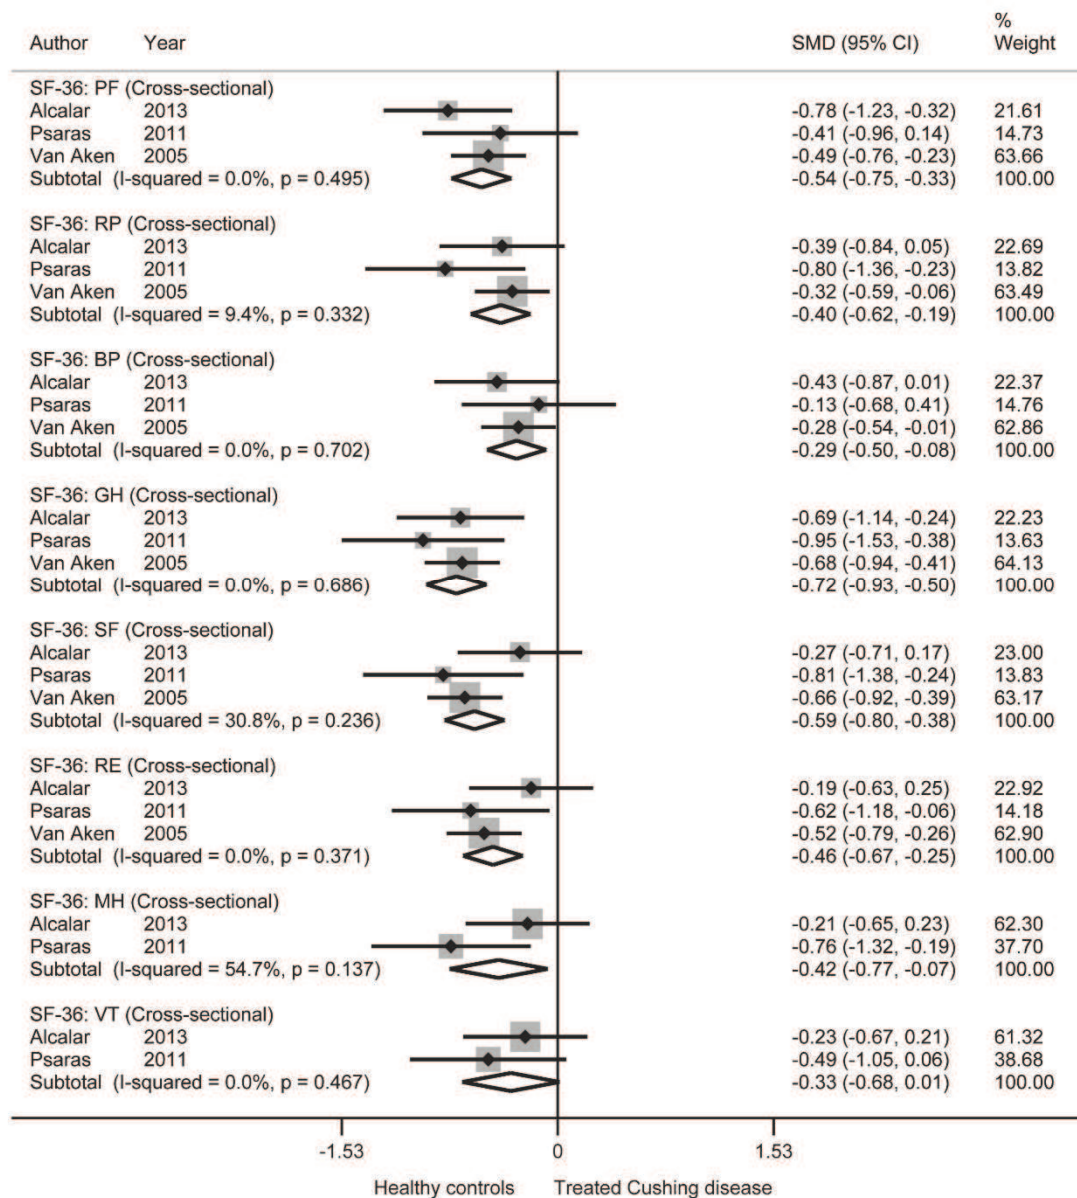 %
Author Year SMD (95% CI) Weight
SF-36: PF (Cross-sectional)
Alcalar 2013 -0.78 (-1.23, -0.32) 21.61
Psaras 2011 -0.41 (-0.96, 0.14) 14.73
Van Aken 2005 -0.49 (-0.76, -0.23) 63.66
Subtotal (I-squared = 0.0%, p = 0.495) -0.54 (-0.75, -0.33) 100.00
SF-36: RP (Cross-sectional)
Alcalar 2013 -0.39 (-0.84, 0.05) 22.69
Psaras 2011 -0.80 (-1.36, -0.23) 13.82
Van Aken 2005 -0.32 (-0.59, -0.06) 63.49
Subtotal (I-squared = 9.4%, p = 0.332) -0.40 (-0.62, -0.19) 100.00
SF-36: BP (Cross-sectional)
Alcalar 2013 -0.43 (-0.87, 0.01) 22.37
Psaras 2011 -0.13 (-0.68, 0.41) 14.76
Van Aken 2005 -0.28 (-0.54, -0.01) 62.86
Subtotal (I-squared = 0.0%, p = 0.702) -0.29 (-0.50, -0.08) 100.00
SF-36: GH (Cross-sectional)
Alcalar 2013 -0.69 (-1.14, -0.24) 22.23
Psaras 2011 -0.95 (-1.53, -0.38) 13.63
Van Aken 2005 -0.68 (-0.94, -0.41) 64.13
Subtotal (I-squared = 0.0%, p = 0.686) -0.72 (-0.93, -0.50) 100.00
SF-36: SF (Cross-sectional)
Alcalar 2013 -0.27 (-0.71, 0.17) 23.00
Psaras 2011 -0.81 (-1.38, -0.24) 13.83
Van Aken 2005 -0.66 (-0.92, -0.39) 63.17
Subtotal (I-squared = 30.8%, p = 0.236) -0.59 (-0.80, -0.38) 100.00
SF-36: RE (Cross-sectional)
Alcalar 2013 -0.19 (-0.63, 0.25) 22.92
Psaras 2011 -0.62 (-1.18, -0.06) 14.18
Van Aken 2005 -0.52 (-0.79, -0.26) 62.90
Subtotal (I-squared = 0.0%, p = 0.371) -0.46 (-0.67, -0.25) 100.00
SF-36: MH (Cross-sectional)
Alcalar 2013 -0.21 (-0.65, 0.23) 62.30
Psaras 2011 -0.76 (-1.32, -0.19) 37.70
Subtotal (I-squared = 54.7%, p = 0.137) -0.42 (-0.77, -0.07) 100.00
SF-36: VT (Cross-sectional)
Alcalar 2013 -0.23 (-0.67, 0.21) 61.32
Psaras 2011 -0.49 (-1.05, 0.06) 38.68
Subtotal (I-squared = 0.0%, p = 0.467) -0.33 (-0.68, 0.01) 100.00
-1.53 0 1.53
Healthy controls Treated Cushing disease